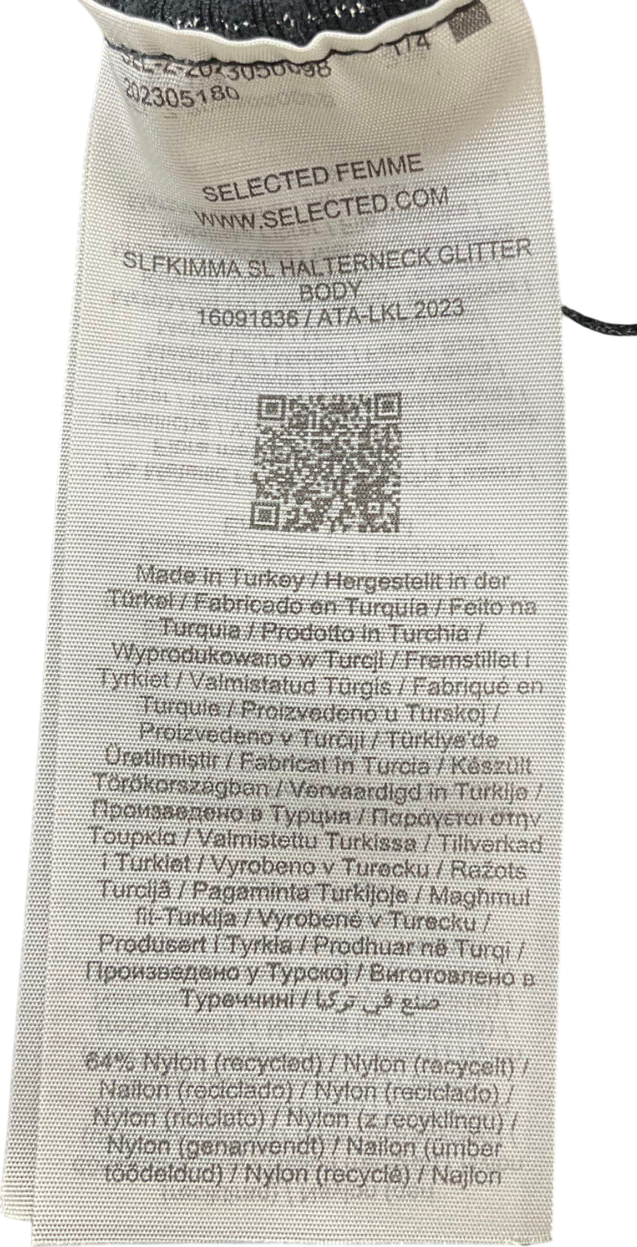 1/4
202305180
SELECTED FEMME
WWW.SELECTED.COM
SLFKIMMA SL HALTERNECK GLITTER
BODY
16091836 / ATA-LKL 2023
Made in Turkey / Hergestellt in der
Türkei / Fabricado en Turquía / Feito na
Turquia / Prodotto in Turchia /
Wyprodukowano w Turcji / Fremstillet i
Tyrkiet / Valmistatud Türgis / Fabriqué en
Turquie / Proizvedeno u Turskoj /
Proizvedeno v Turčiji / Türkiye'de
Üretilmiştir / Fabricat în Turcia / Készült
Törökországban / Vervaardigd in Turkije /
Произведено в Турция / Παράγεται στην
Τουρκία / Valmistettu Turkissa / Tillverkad
i Turkiet / Vyrobeno v Turecku / Ražots
Turcijā / Pagaminta Turkijoje / Magħmul
fit-Turkija / Vyrobené v Turecku /
Produsert i Tyrkia / Prodhuar në Turqi /
Произведено у Турској / Виготовлено в
Туреччині / صنع في تركيا
64% Nylon (recycled) / Nylon (recycelt) /
Nailon (reciclado) / Nylon (reciclado) /
Nylon (riciclato) / Nylon (z recyklingu) /
Nylon (genanvendt) / Nailon (ümber
töödeldud) / Nylon (recyclé) / Najlon